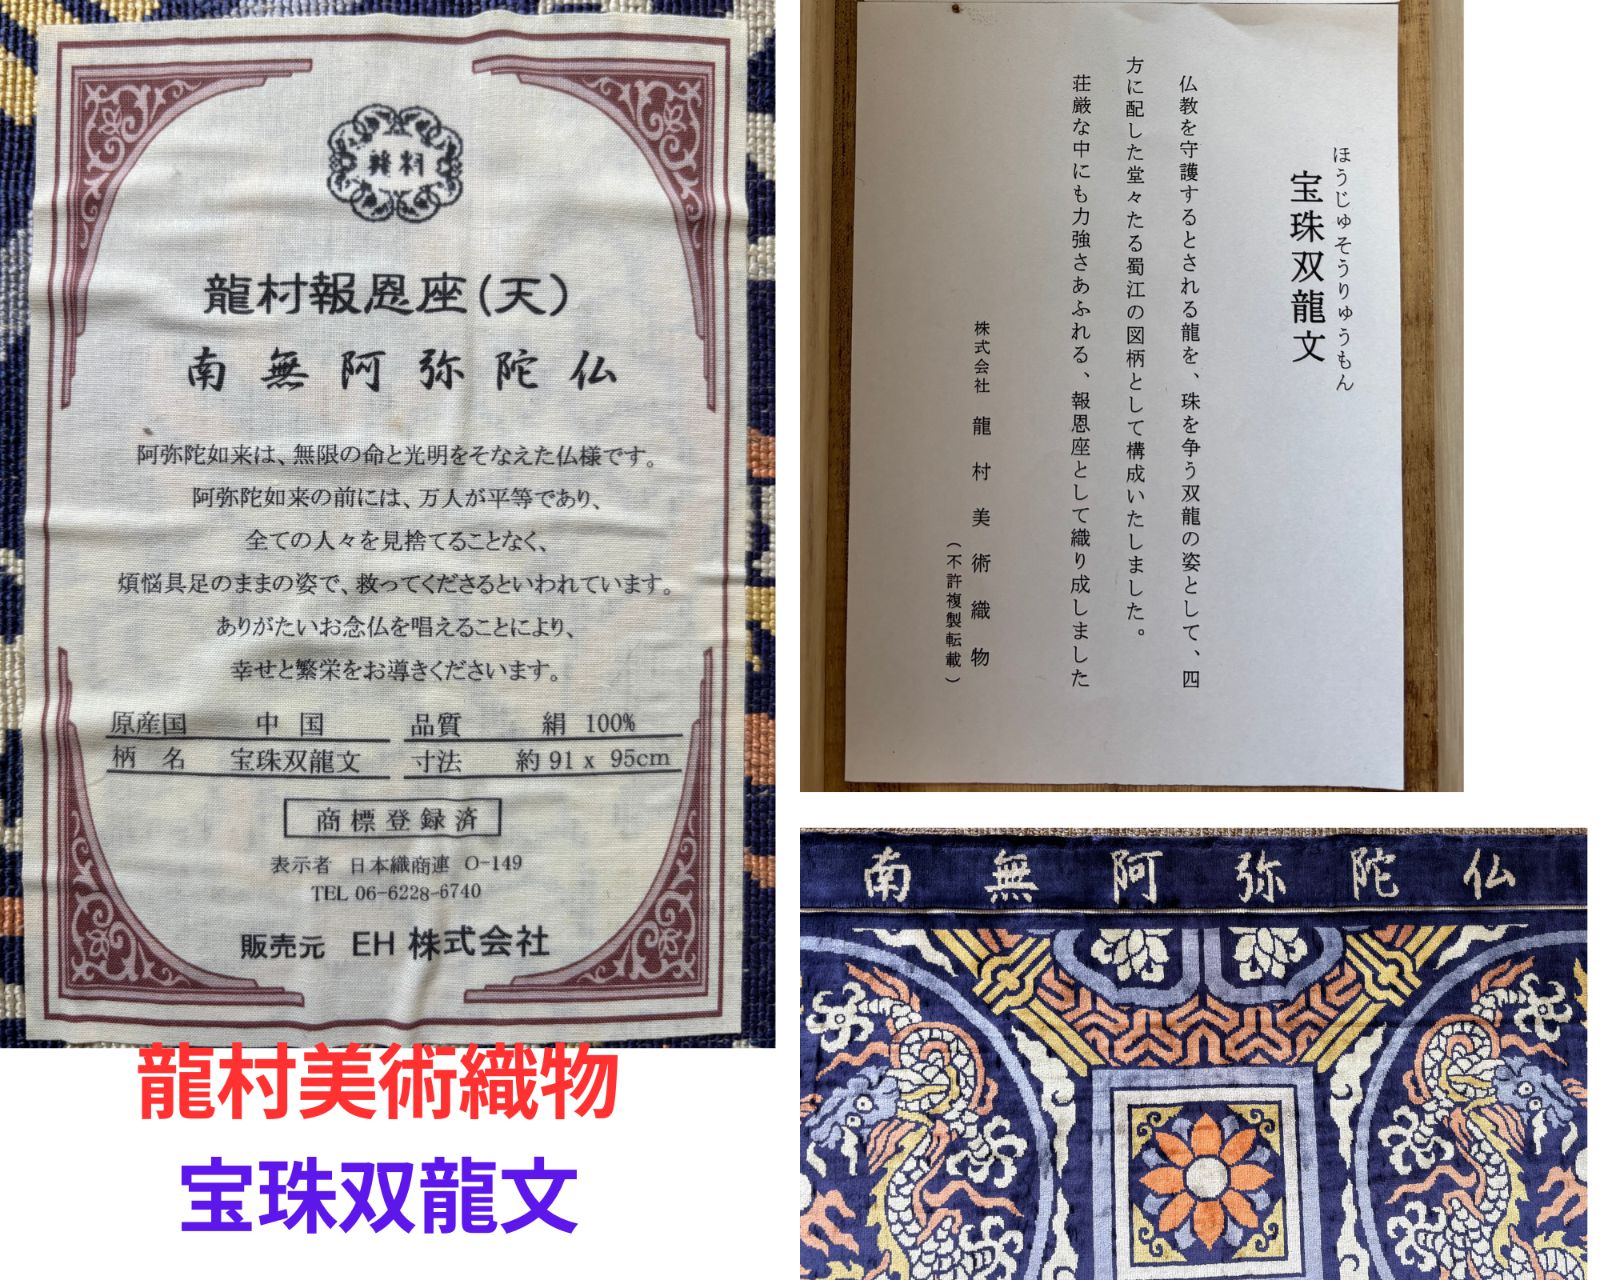 龍村
龍村報恩座(天)
南無阿弥陀仏
阿弥陀如来は、無限の命と光明をそなえた仏様です。
阿弥陀如来の前には、万人が平等であり、
全ての人々を見捨てることなく、
煩悩具足のままの姿で、救ってくださるといわれています。
ありがたいお念仏を唱えることにより、
幸せと繁栄をお導きくださいます。
原産国 中国 品質 絹 100%
柄名 宝珠双龍文 寸法 約 91 x 95cm
商標登録済
表示者 日本織商連 O-149
TEL 06-6228-6740
販売元 EH 株式会社
龍村美術織物
宝珠双龍文
ほうじゅそうりゅうもん
宝珠双龍文
仏教を守護するとされる龍を、珠を争う双龍の姿として、四
方に配した堂々たる蜀江の図柄として構成いたしました。
荘厳な中にも力強さあふれる、報恩座として織り成しました
株式会社 龍村美術織物
(不許複製転載)
南無阿弥陀仏